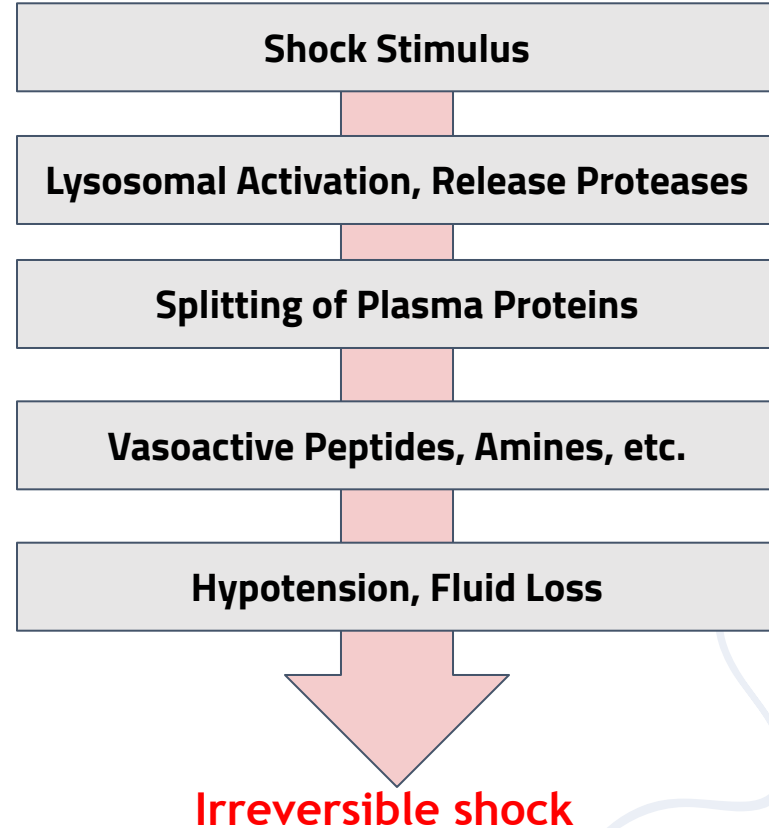 Shock Stimulus
Lysosomal Activation, Release Proteases
Splitting of Plasma Proteins
Vasoactive Peptides, Amines, etc.
Hypotension, Fluid Loss
Irreversible shock